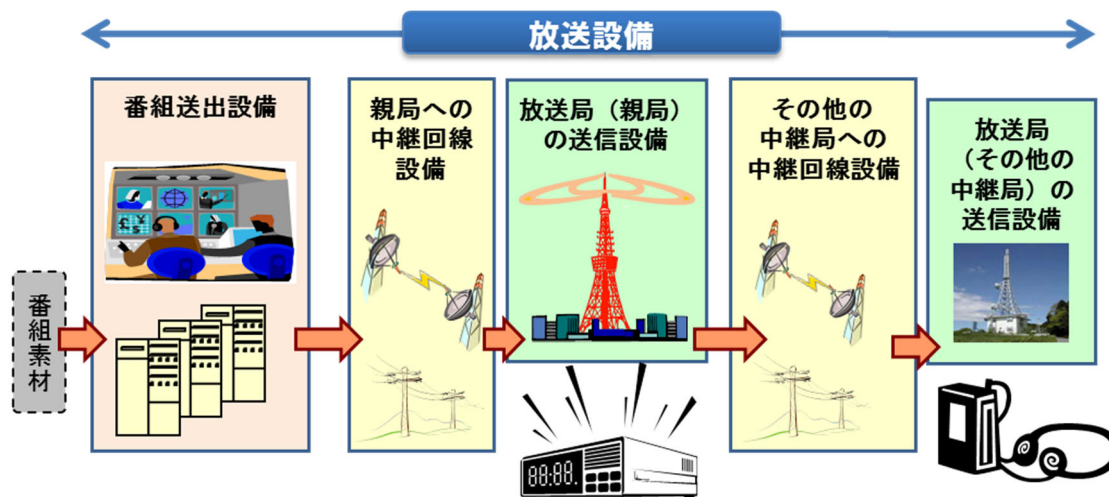 放送設備
番組送出設備
親局への
中継回線
設備
放送局（親局）
の送信設備
その他の
中継局への
中継回線設備
放送局
（その他の
中継局）の
送信設備
番組素材
88:88.